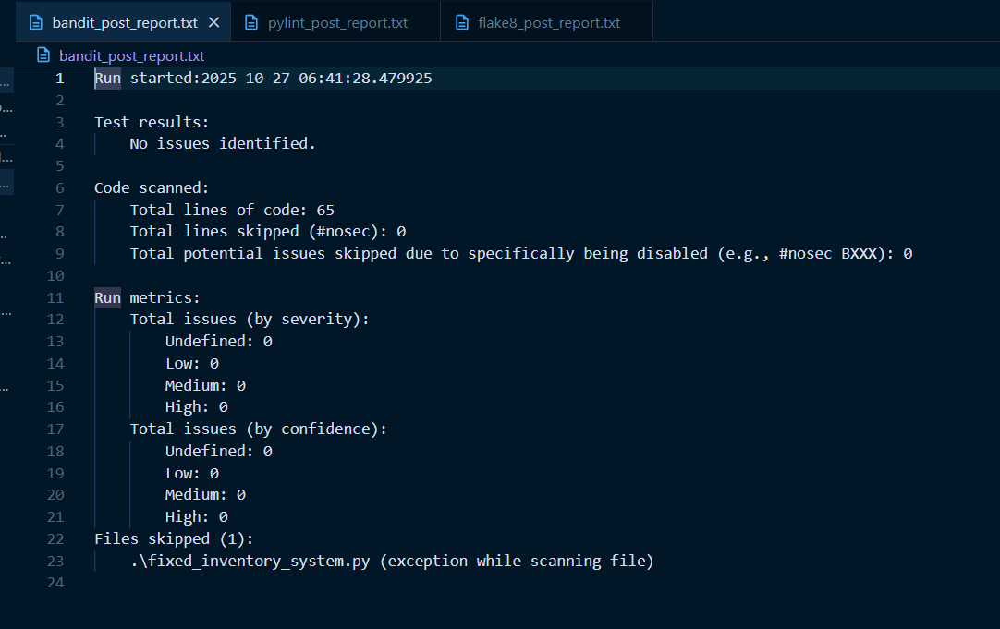 bandit_post_report.txt pylint_post_report.txt flake8_post_report.txt
bandit_post_report.txt
1 Run started:2025-10-27 06:41:28.479925
2
3 Test results:
4 No issues identified.
5
6 Code scanned:
7 Total lines of code: 65
8 Total lines skipped (#nosec): 0
9 Total potential issues skipped due to specifically being disabled (e.g., #nosec BXXX): 0
10
11 Run metrics:
12 Total issues (by severity):
13 Undefined: 0
14 Low: 0
15 Medium: 0
16 High: 0
17 Total issues (by confidence):
18 Undefined: 0
19 Low: 0
20 Medium: 0
21 High: 0
22 Files skipped (1):
23 .\fixed_inventory_system.py (exception while scanning file)
24